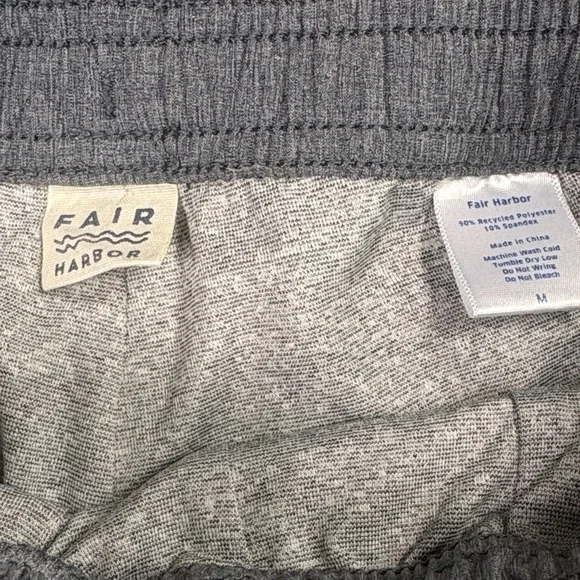 FAIR
HARBOR
Fair Harbor
90% Recycled Polyester
10% Spandex
Made in China
Machine Wash Cold
Tumble Dry Low
Do Not Wring
Do Not Bleach
M